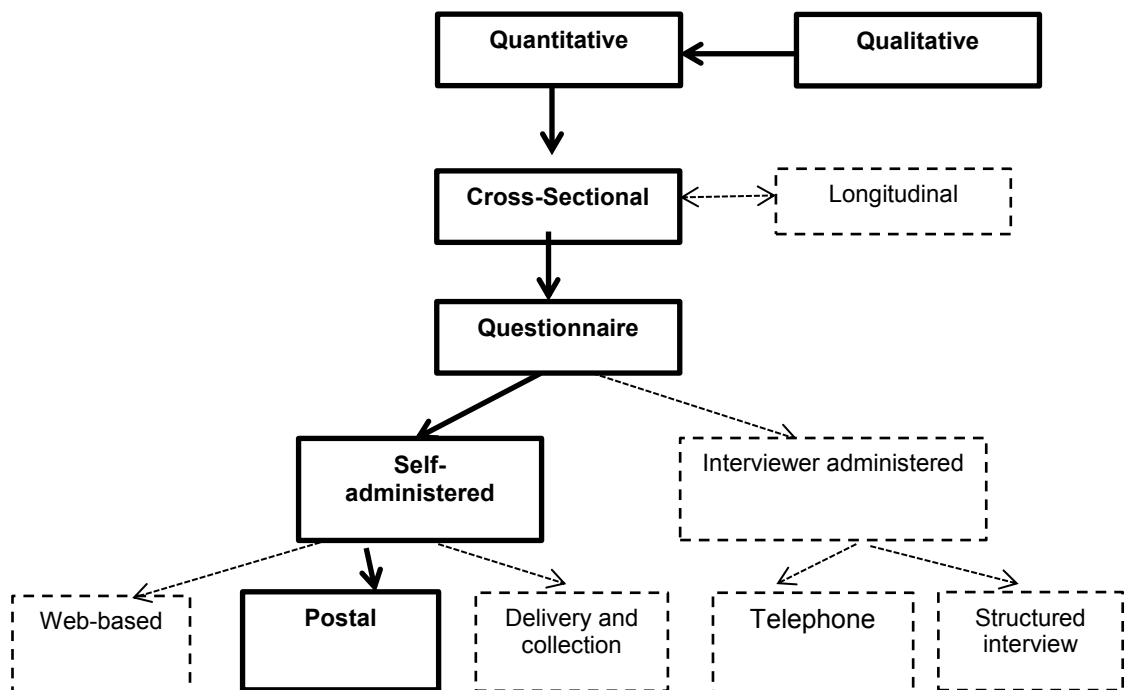 Quantitative
Qualitative
Cross-Sectional
Longitudinal
Questionnaire
Self-
administered
Interviewer administered
Web-based
Postal
Delivery and
collection
Telephone
Structured
interview